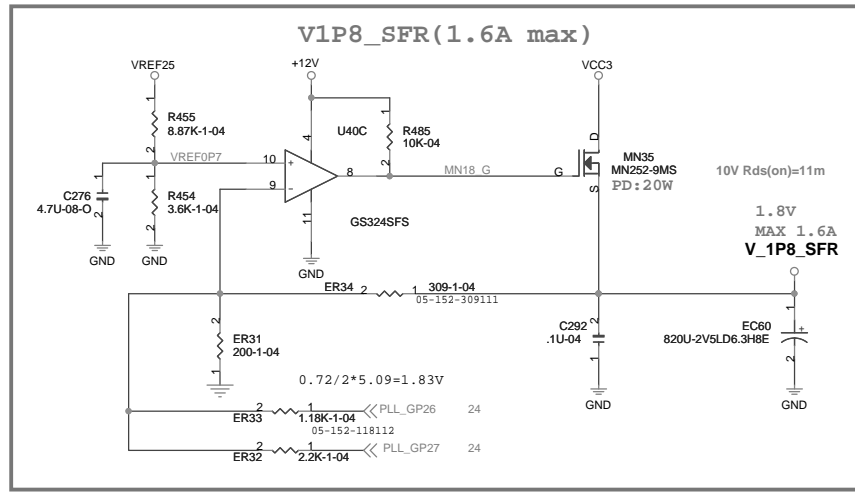 V1P8_SFR(1.6A max)
VREF25
+12V
VCC3
1
R455
8.87K-1-04
2
VREF0P7
1
C276
4.7U-08-O
2
1
R454
3.6K-1-04
2
GND
GND
U40C
4
10
+
9
-
8
11
GS324SFS
GND
1
R485
10K-04
2
MN18_G
G
D
S
MN35
MN252-9MS
PD:20W
10V Rds(on)=11m
1.8V
MAX 1.6A
V_1P8_SFR
ER34
2
1
309-1-04
05-152-309111
2
ER31
200-1-04
1
2
C292
.1U-04
1
GND
1
EC60
+
820U-2V5LD6.3H8E
2
GND
0.72/2*5.09=1.83V
2
1
ER33
1.18K-1-04
PLL_GP26
24
05-152-118112
2
1
ER32
2.2K-1-04
PLL_GP27
24